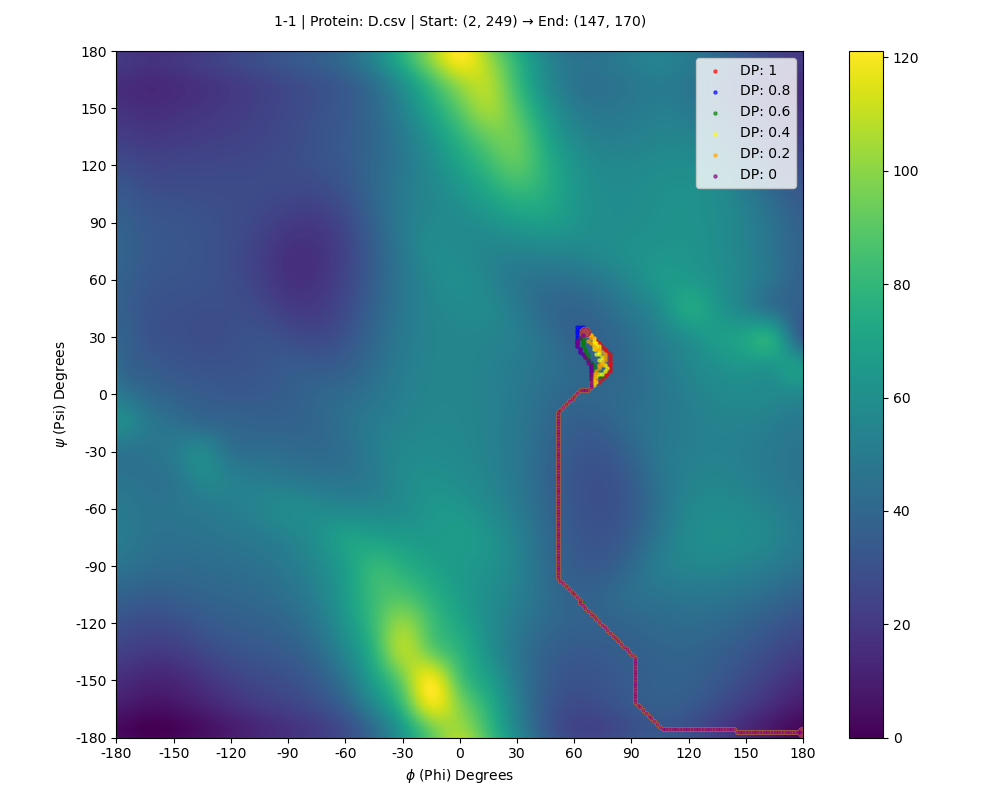 1-1 | Protein: D.csv | Start: (2, 249) → End: (147, 170)
DP: 1
DP: 0.8
DP: 0.6
DP: 0.4
DP: 0.2
DP: 0
180
150
120
90
60
30
0
-30
-60
-90
-120
-150
-180
ψ (Psi) Degrees
-180 -150 -120 -90 -60 -30 0 30 60 90 120 150 180
ϕ (Phi) Degrees
120
100
80
60
40
20
0